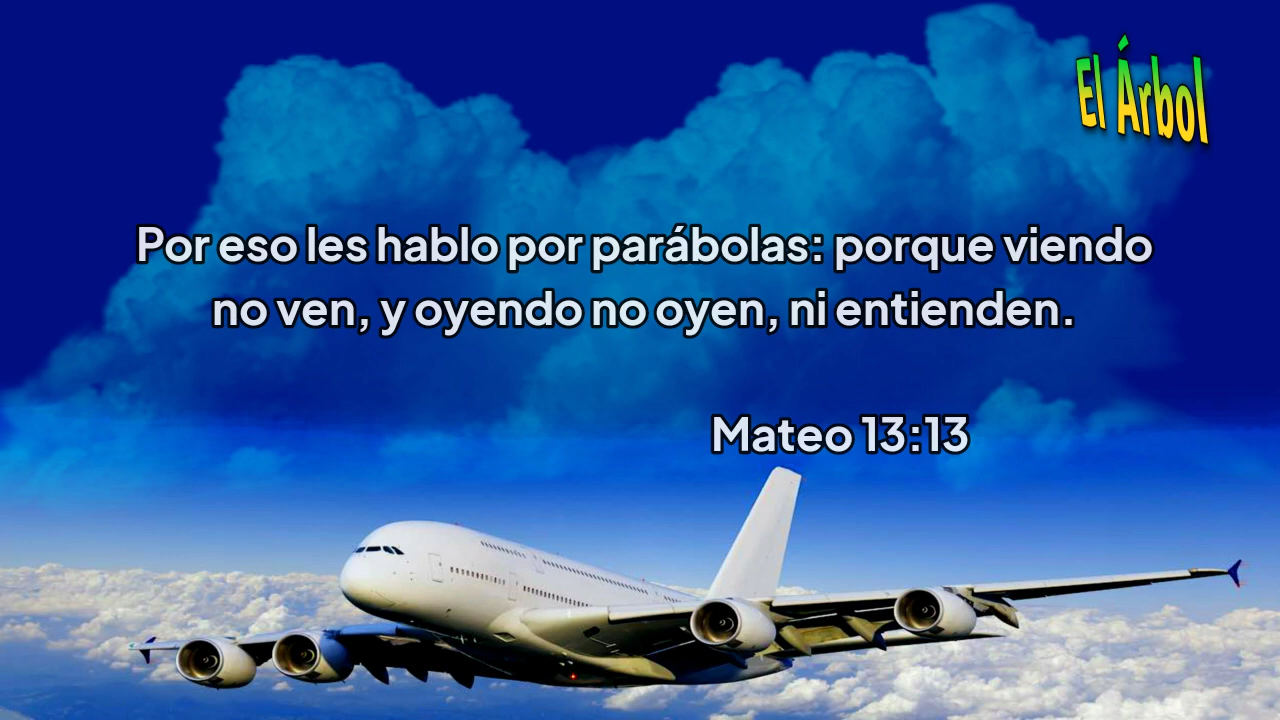 El Árbol
Por eso les hablo por parábolas: porque viendo
no ven, y oyendo no oyen, ni entienden.
Mateo 13:13